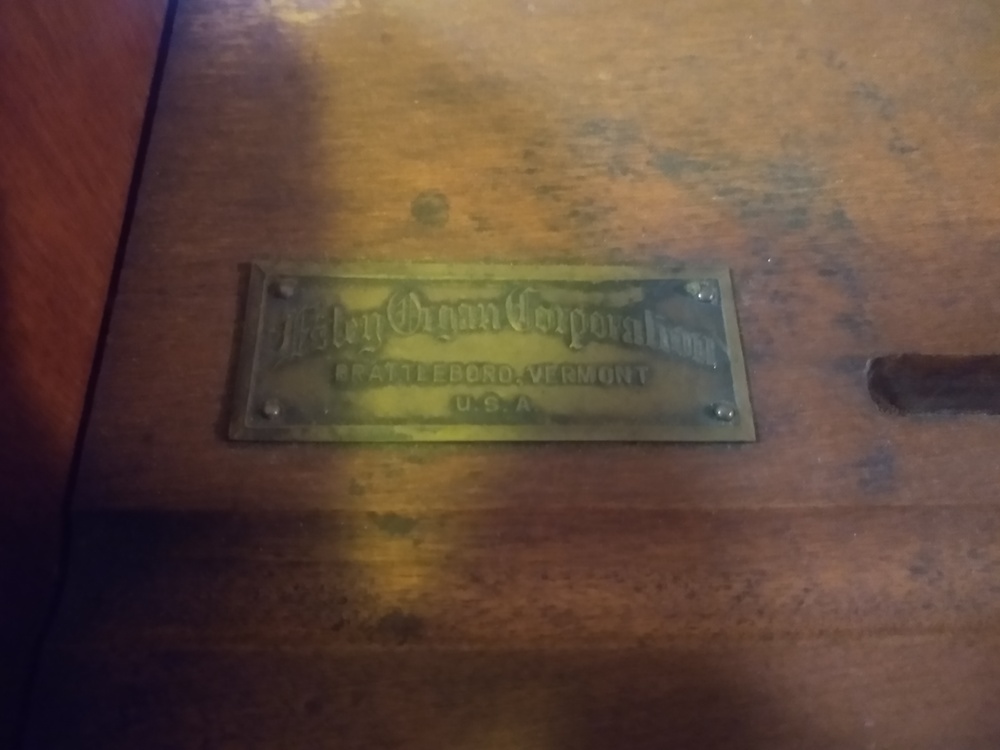 Estey Organ Corporation
BRATTLEBORO, VERMONT
U.S.A.